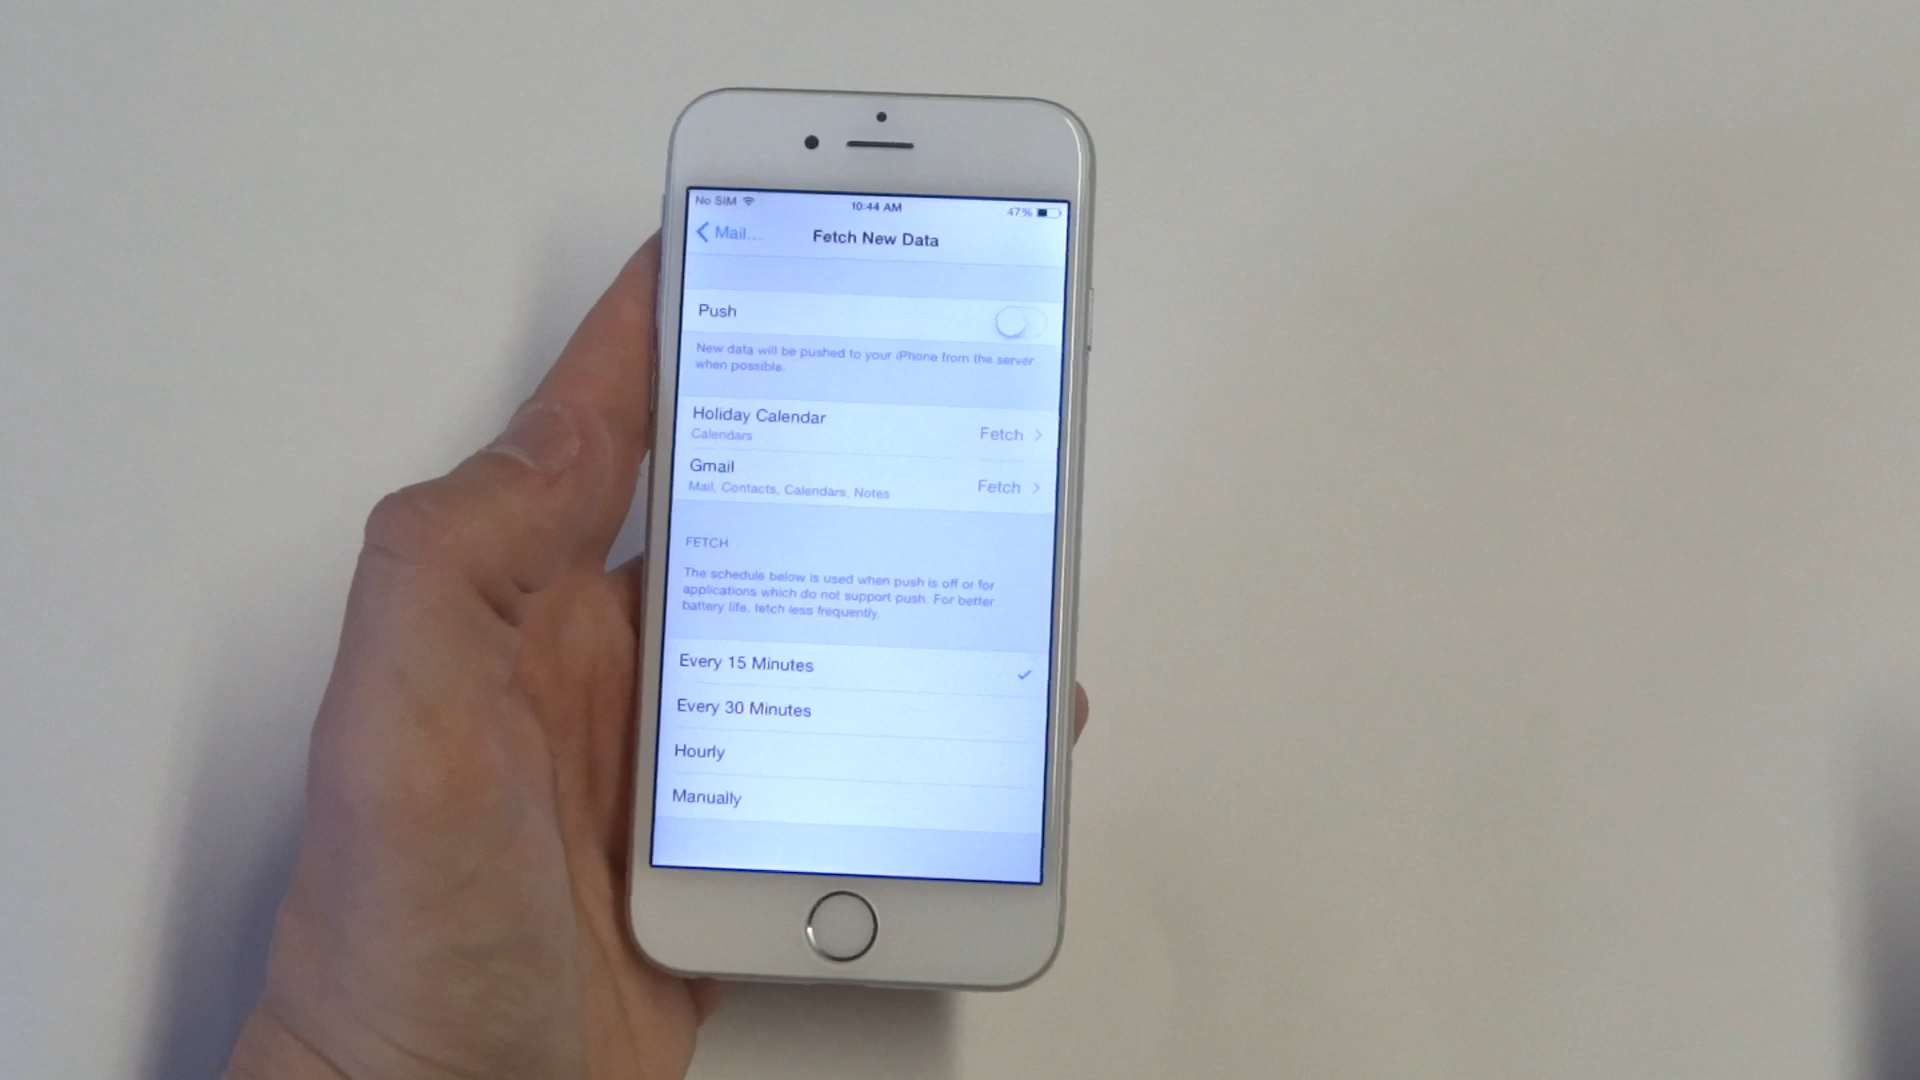 No SIM 10:44 AM 47%
Mail... Fetch New Data
Push
New data will be pushed to your iPhone from the server
when possible.
Holiday Calendar
Calendars
Fetch
Gmail
Mail, Contacts, Calendars, Notes
Fetch
FETCH
The schedule below is used when push is off or for
applications which do not support push. For better
battery life, fetch less frequently.
Every 15 Minutes
Every 30 Minutes
Hourly
Manually